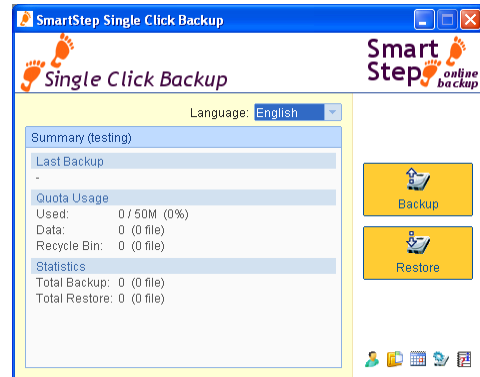 SmartStep Single Click Backup
Single Click Backup
Smart
Step online
backup
Language: English
Summary (testing)
Last Backup
-
Quota Usage
Used: 0 / 50M (0%)
Data: 0 (0 file)
Recycle Bin: 0 (0 file)
Statistics
Total Backup: 0 (0 file)
Total Restore: 0 (0 file)
Backup
Restore